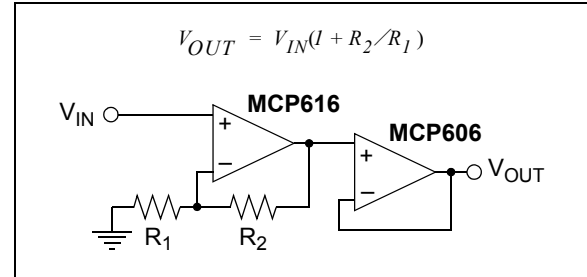 V_OUT = V_IN(1 + R_2/R_1)
MCP616
V_IN
+
−
MCP606
+
−
V_OUT
R_1
R_2